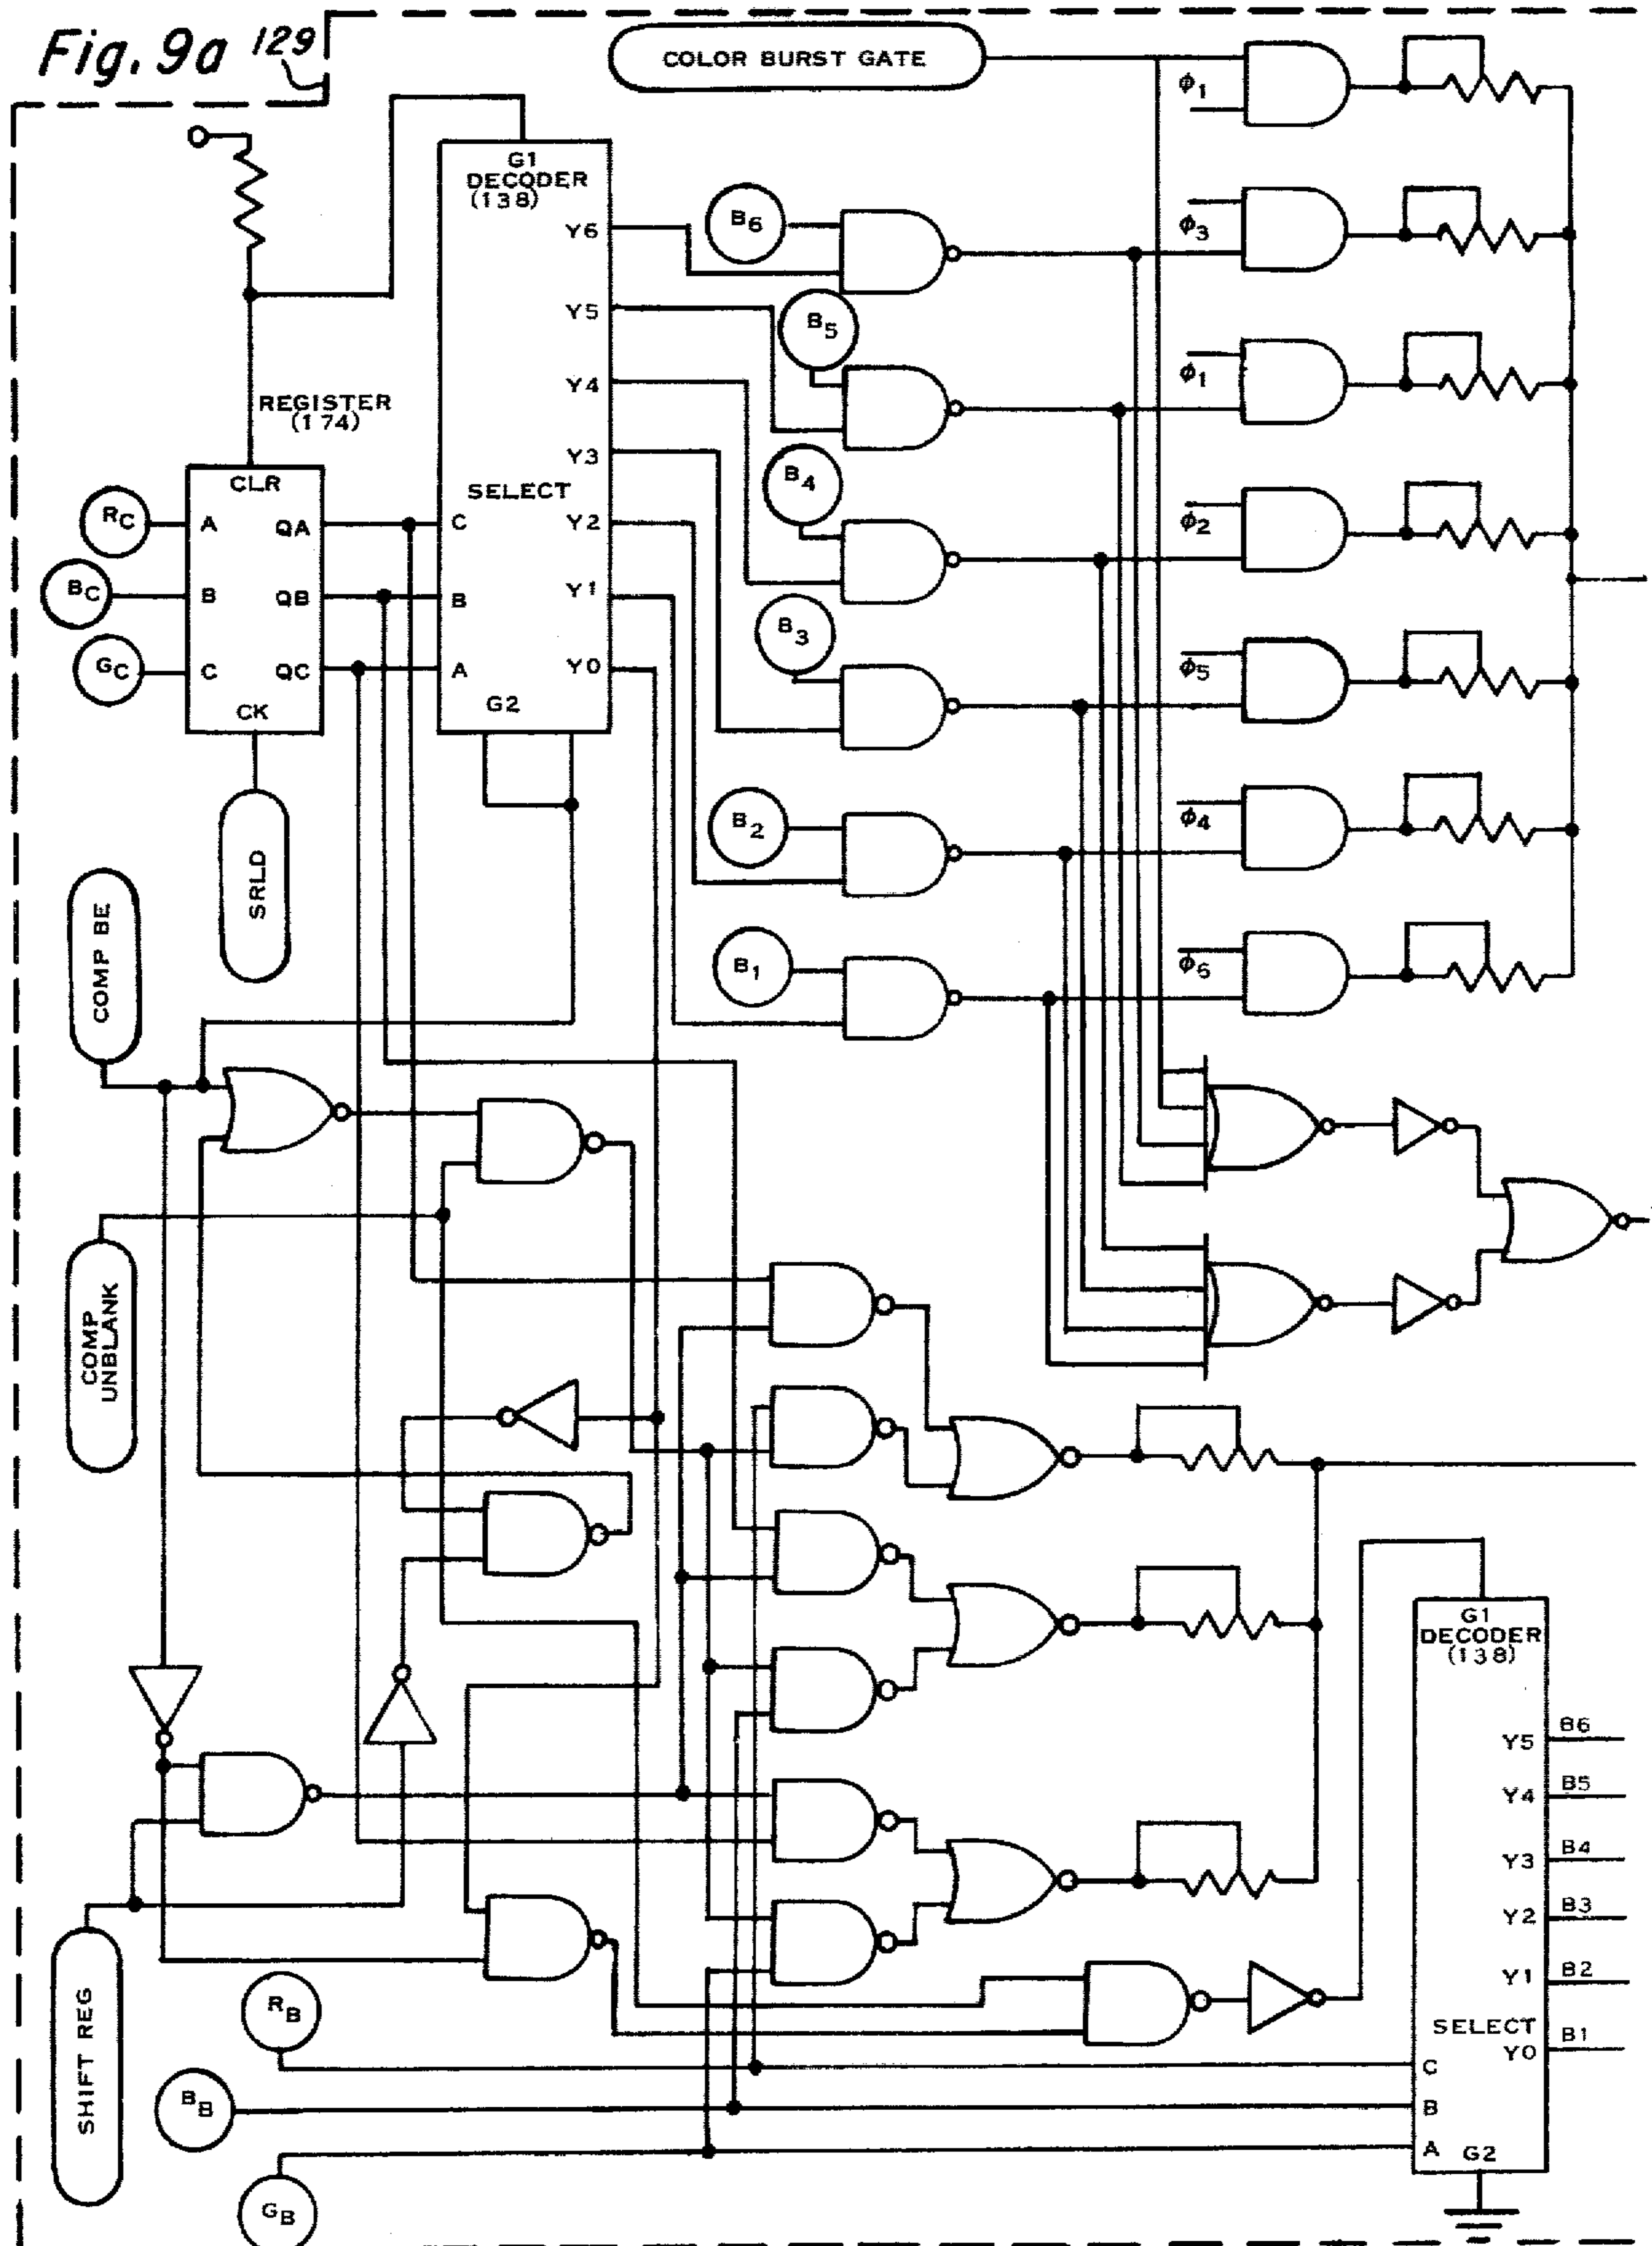 Fig. 9a
129
COLOR BURST GATE
ϕ1
G1
DECODER
(138)
Y6
B6
ϕ3
Y5
B5
ϕ1
Y4
REGISTER
(174)
Y3
B4
CLR
SELECT
RC
A
QA
C
Y2
ϕ2
BC
B
QB
B
Y1
B3
GC
C
QC
A
Y0
ϕ5
CK
G2
B2
ϕ4
SRLD
COMP BE
B1
ϕ6
COMP
UNBLANK
G1
DECODER
(138)
Y5
B6
Y4
B5
Y3
B4
Y2
B3
Y1
B2
RB
SELECT
Y0
B1
SHIFT REG
C
BB
B
A
G2
GB